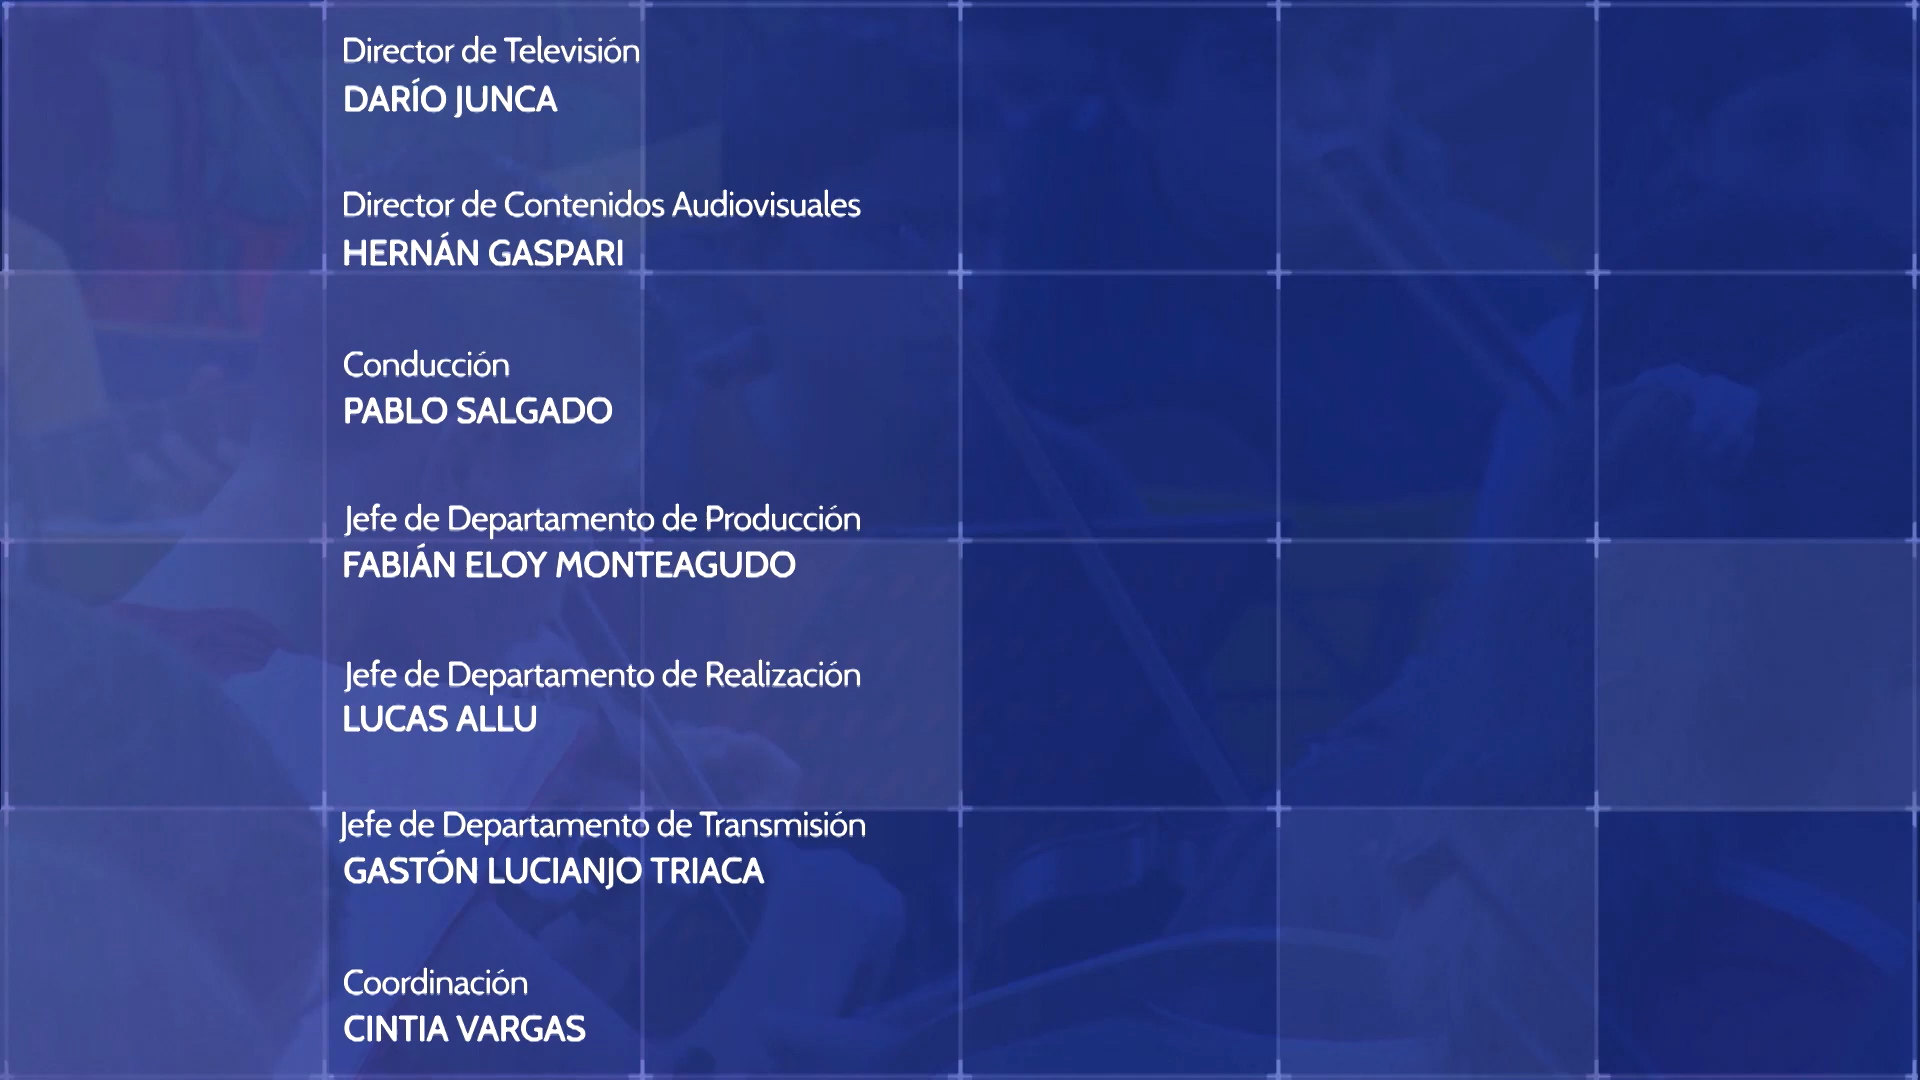 Director de Televisión
DARÍO JUNCA
Director de Contenidos Audiovisuales
HERNÁN GASPARI
Conducción
PABLO SALGADO
Jefe de Departamento de Producción
FABIÁN ELOY MONTEAGUDO
Jefe de Departamento de Realización
LUCAS ALLU
Jefe de Departamento de Transmisión
GASTÓN LUCIANJO TRIACA
Coordinación
CINTIA VARGAS